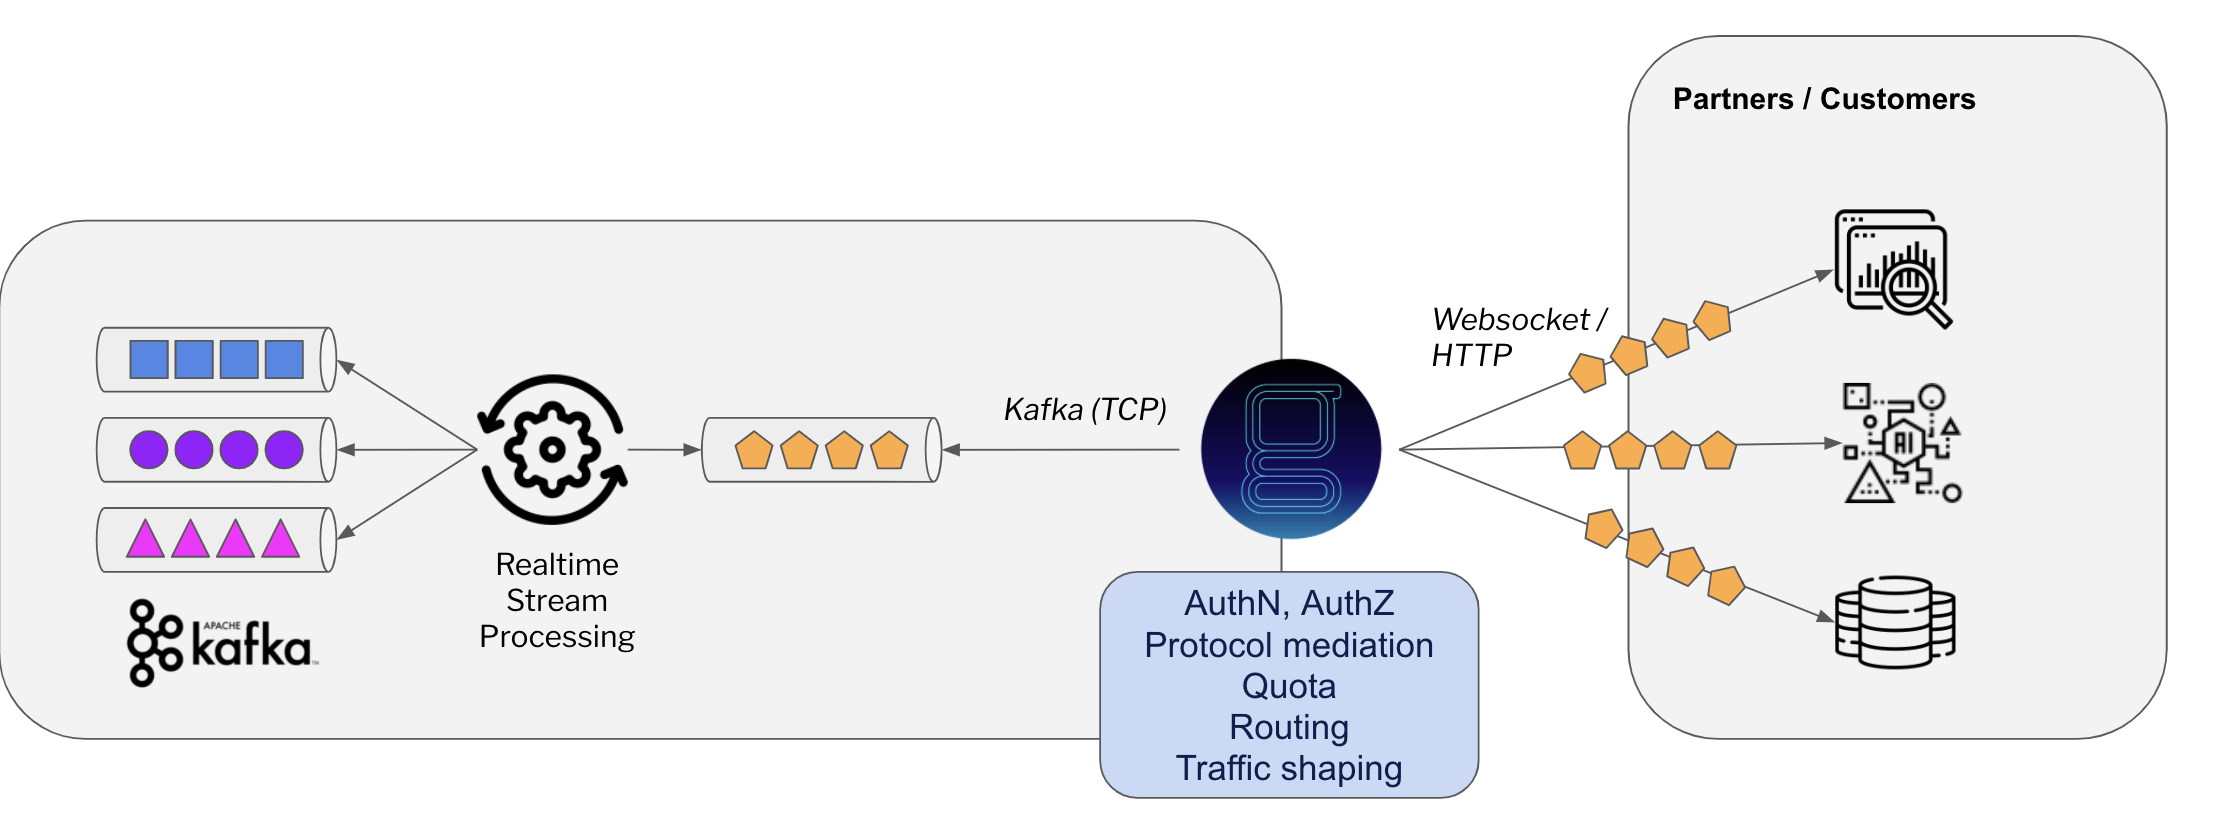 Partners / Customers
Websocket /
HTTP
Kafka (TCP)
g
AI
Realtime
Stream
Processing
APACHE
kafka™
AuthN, AuthZ
Protocol mediation
Quota
Routing
Traffic shaping